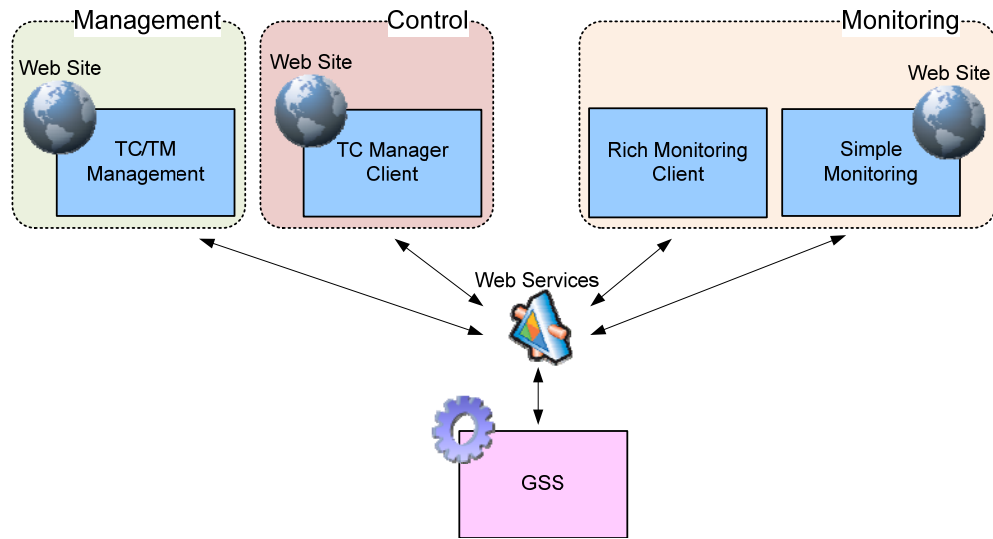 Management
Control
Monitoring
Web Site
Web Site
Web Site
TC/TM
Management
TC Manager
Client
Rich Monitoring
Client
Simple
Monitoring
Web Services
GSS